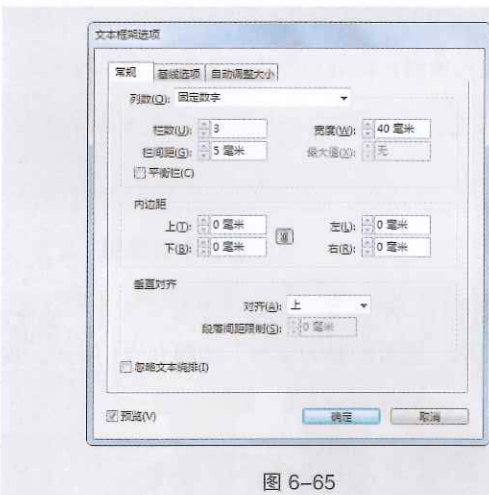 文本框架选项
常规 基线选项 自动调整大小
列数(O): 固定数字
栏数(U): 3 宽度(W): 40 毫米
栏间距(G): 5 毫米 最大值(X): 无
平衡栏(C)
内边距
上(T): 0 毫米 左(L): 0 毫米
下(B): 0 毫米 右(R): 0 毫米
垂直对齐
对齐(A): 上
段落间距限制(S): 0 毫米
忽略文本绕排(I)
预览(V) 确定 取消
图 6-65